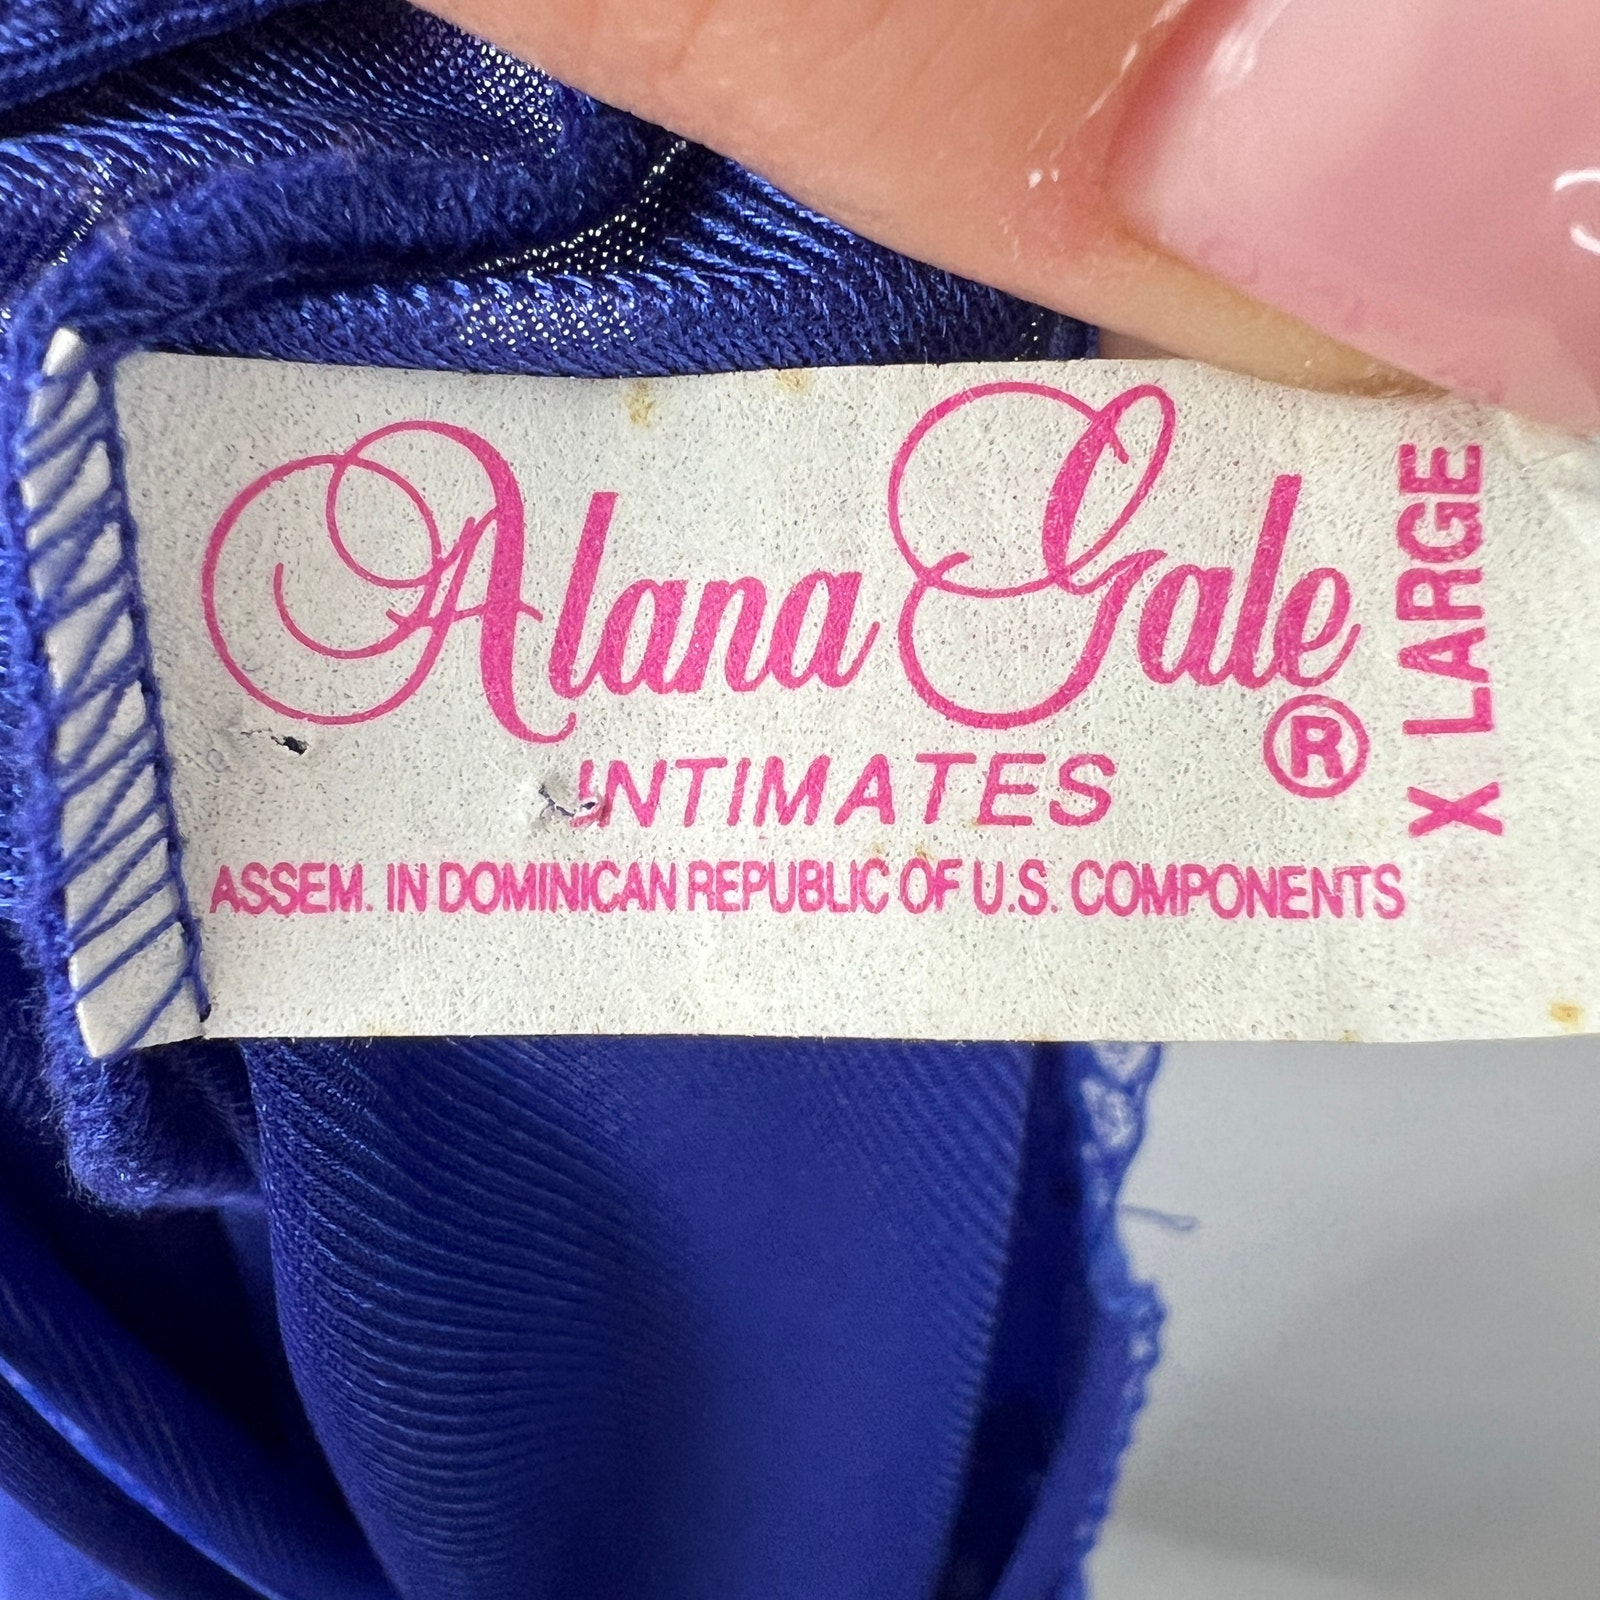 Alana Gale
®
INTIMATES
ASSEM. IN DOMINICAN REPUBLIC OF U.S. COMPONENTS
X LARGE